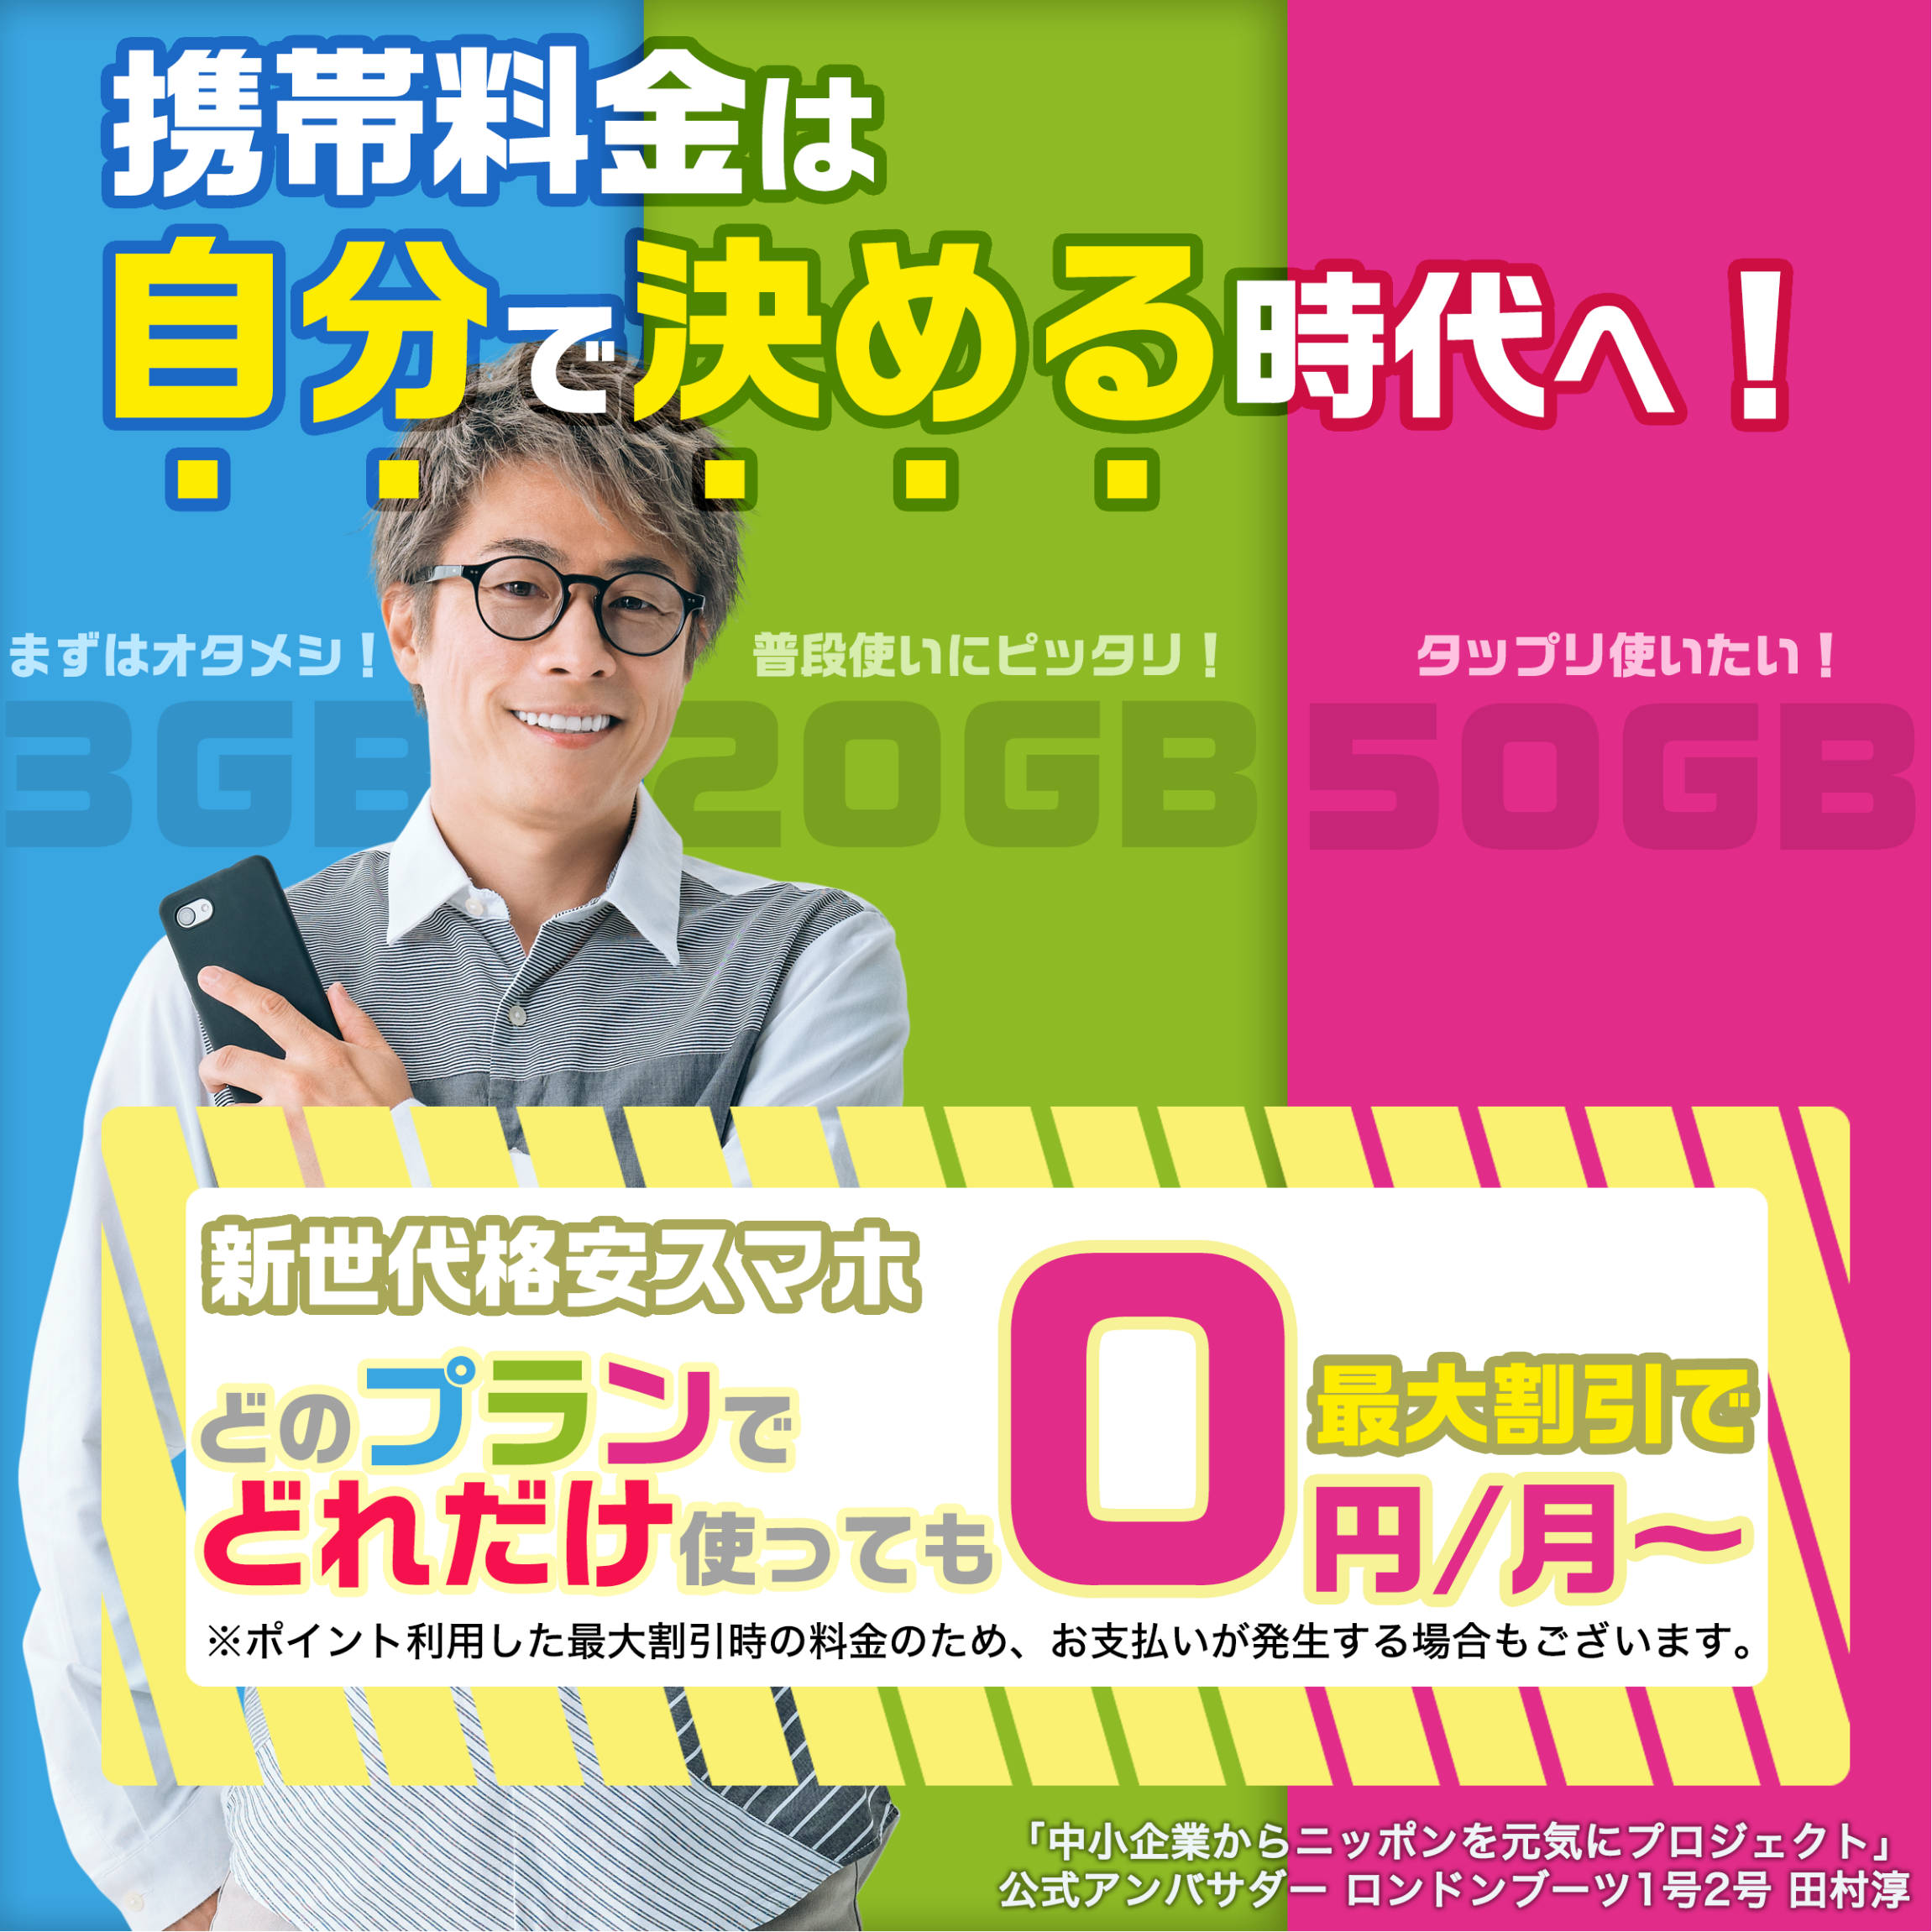 携帯料金は
自分で決める時代へ！
まずはオタメシ！
3GB
普段使いにピッタリ！
20GB
タップリ使いたい！
50GB
新世代格安スマホ
どのプランで
どれだけ使っても
0
最大割引で
円/月〜
※ポイント利用した最大割引時の料金のため、お支払いが発生する場合もございます。
「中小企業からニッポンを元気にプロジェクト」
公式アンバサダー ロンドンブーツ1号2号 田村淳